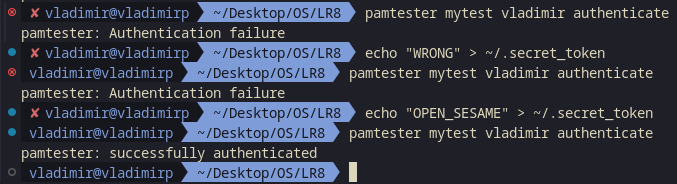 ✘ vladimir@vladimirp ~/Desktop/OS/LR8 pamtester mytest vladimir authenticate
pamtester: Authentication failure
✘ vladimir@vladimirp ~/Desktop/OS/LR8 echo "WRONG" > ~/.secret_token
vladimir@vladimirp ~/Desktop/OS/LR8 pamtester mytest vladimir authenticate
pamtester: Authentication failure
✘ vladimir@vladimirp ~/Desktop/OS/LR8 echo "OPEN_SESAME" > ~/.secret_token
vladimir@vladimirp ~/Desktop/OS/LR8 pamtester mytest vladimir authenticate
pamtester: successfully authenticated
vladimir@vladimirp ~/Desktop/OS/LR8